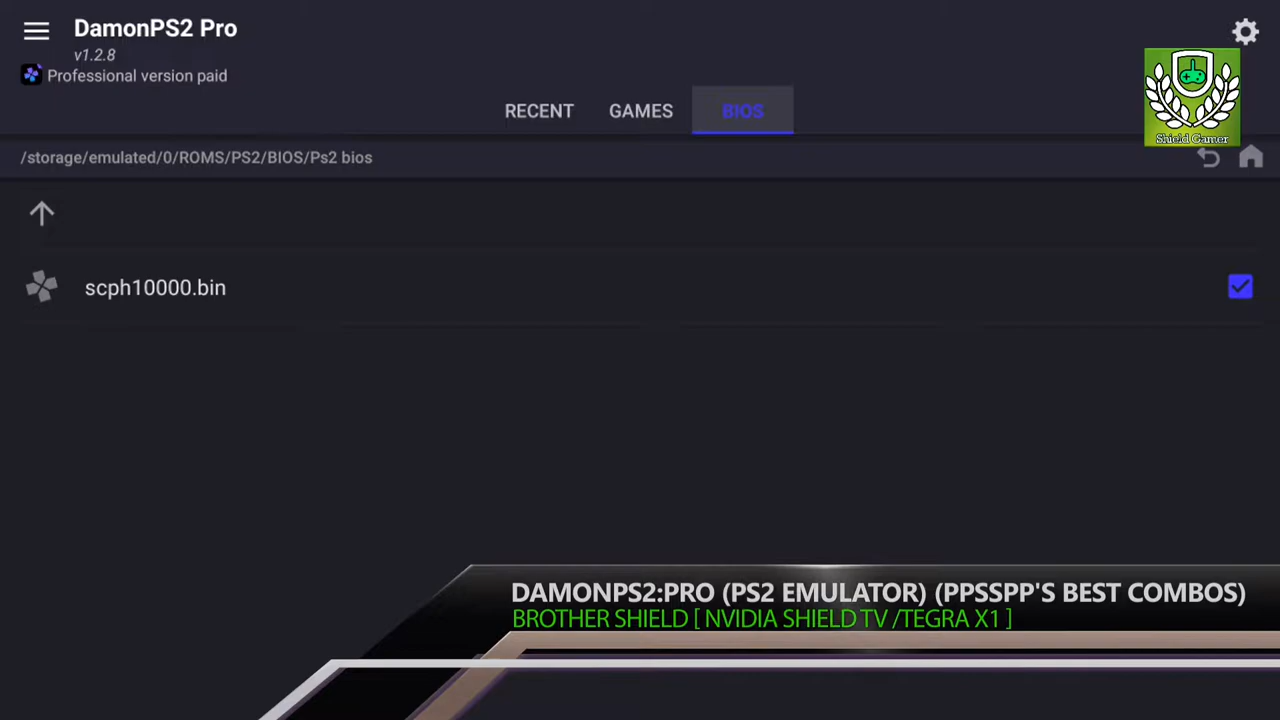 DamonPS2 Pro
v1.2.8
Professional version paid
RECENT GAMES BIOS
Shield Gamer
/storage/emulated/0/ROMS/PS2/BIOS/Ps2 bios
scph10000.bin
DAMONPS2:PRO (PS2 EMULATOR) (PPSSPP'S BEST COMBOS)
BROTHER SHIELD [ NVIDIA SHIELD TV /TEGRA X1 ]